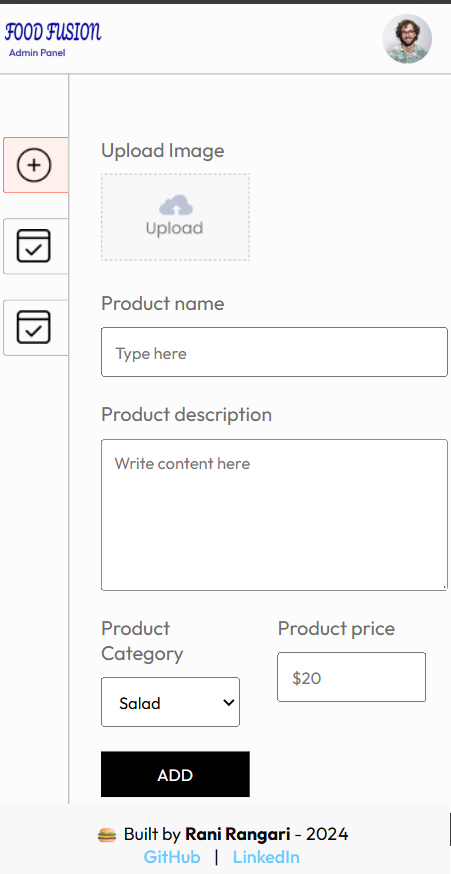 FOOD FUSION
Admin Panel
Upload Image
Upload
Product name
Type here
Product description
Write content here
Product
Category
Product price
Salad
$20
ADD
🍔 Built by Rani Rangari - 2024
GitHub | LinkedIn